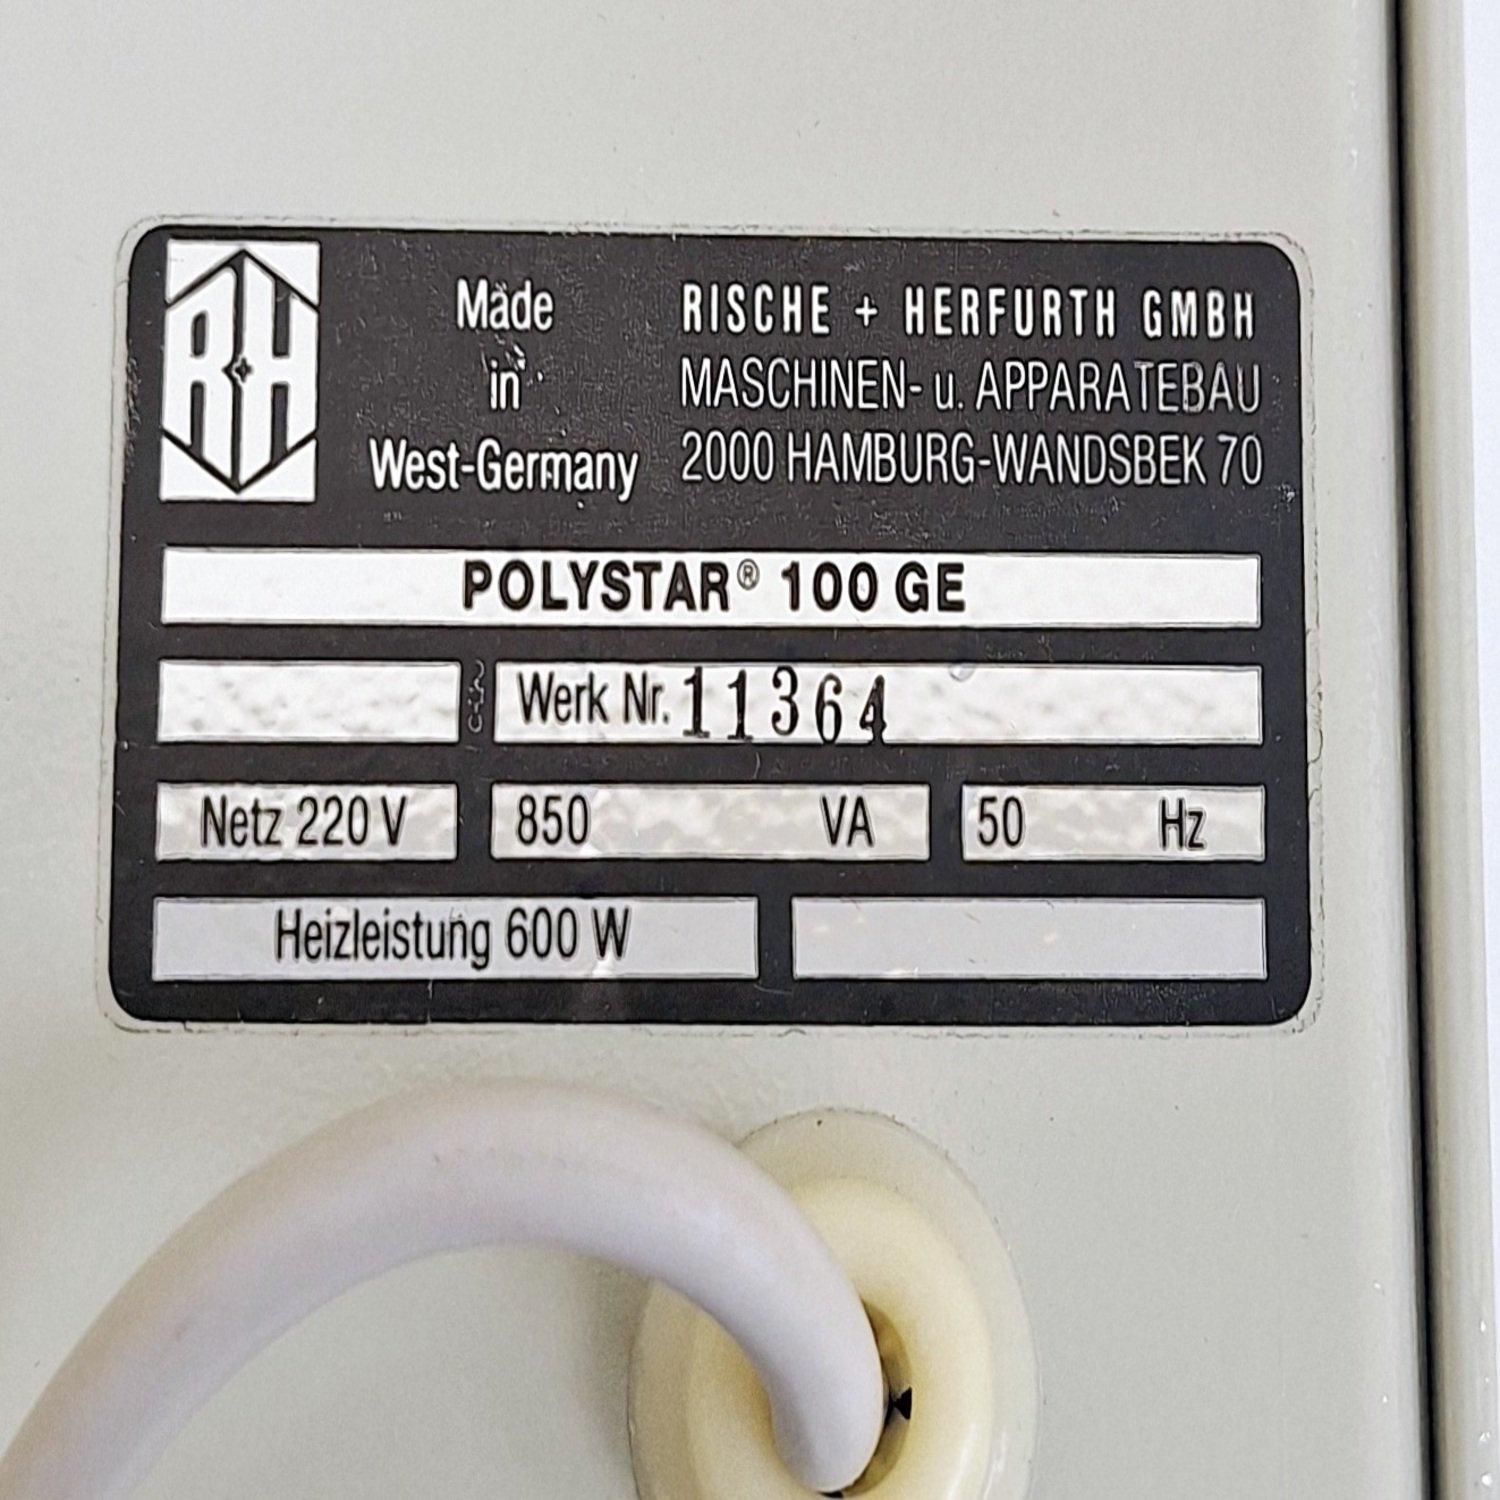 R+H
Made
in
West-Germany
RISCHE + HERFURTH GMBH
MASCHINEN- u. APPARATEBAU
2000 HAMBURG-WANDSBEK 70
POLYSTAR® 100 GE
Werk Nr. 11364
Netz 220 V
850 VA
50 Hz
Heizleistung 600 W